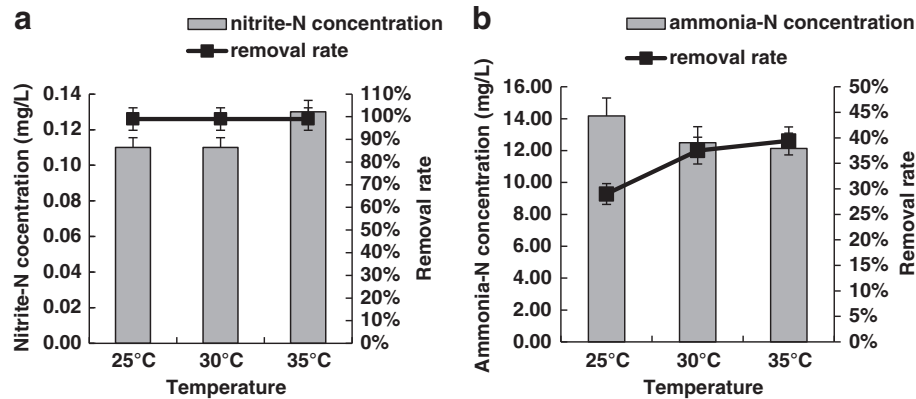 a
nitrite-N concentration
removal rate
Nitrite-N cocentration (mg/L)
0.14
0.12
0.10
0.08
0.06
0.04
0.02
0.00
110%
100%
90%
80%
70%
60%
50%
40%
30%
20%
10%
0%
Removal rate
25°C 30°C 35°C
Temperature
b
ammonia-N concentration
removal rate
Ammonia-N concentration (mg/L)
16.00
14.00
12.00
10.00
8.00
6.00
4.00
2.00
0.00
50%
45%
40%
35%
30%
25%
20%
15%
10%
5%
0%
Removal rate
25°C 30°C 35°C
Temperature